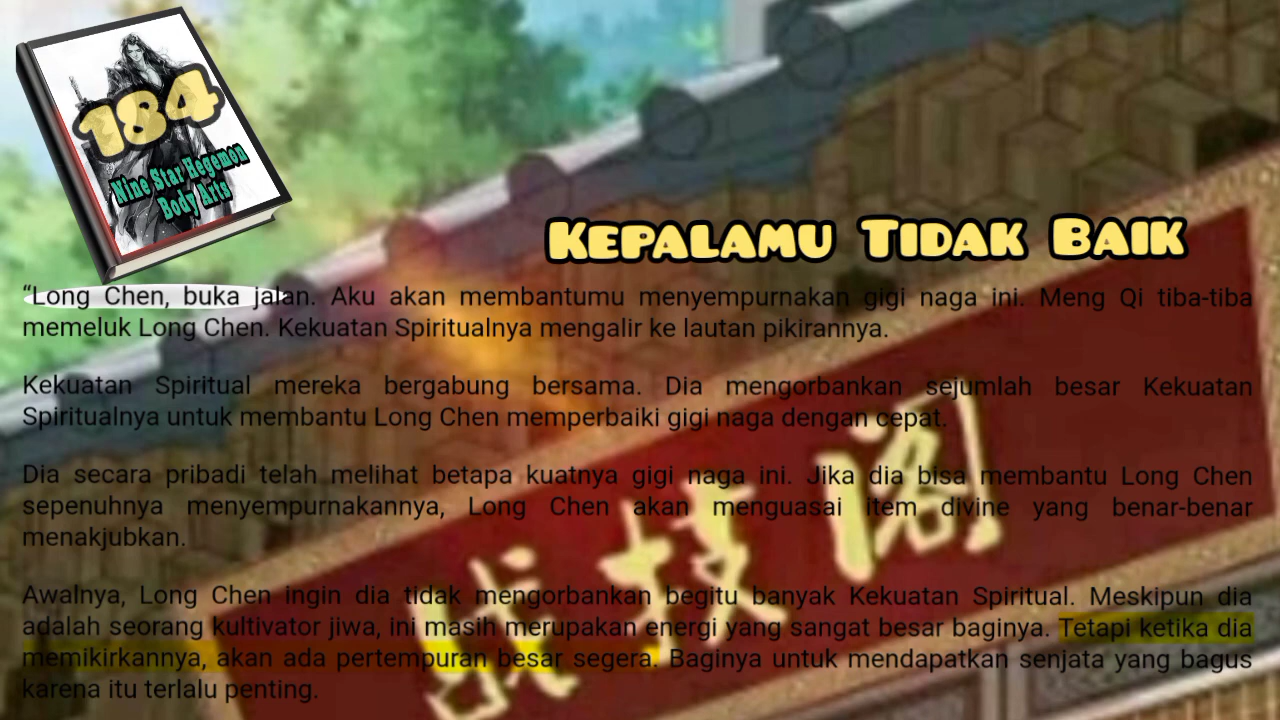 184
Nine Star Hegemon
Body Arts
Kepalamu Tidak Baik
“Long Chen, buka jalan. Aku akan membantumu menyempurnakan gigi naga ini. Meng Qi tiba-tiba
memeluk Long Chen. Kekuatan Spiritualnya mengalir ke lautan pikirannya.
Kekuatan Spiritual mereka bergabung bersama. Dia mengorbankan sejumlah besar Kekuatan
Spiritualnya untuk membantu Long Chen memperbaiki gigi naga dengan cepat.
Dia secara pribadi telah melihat betapa kuatnya gigi naga ini. Jika dia bisa membantu Long Chen
sepenuhnya menyempurnakannya, Long Chen akan menguasai item divine yang benar-benar
menakjubkan.
Awalnya, Long Chen ingin dia tidak mengorbankan begitu banyak Kekuatan Spiritual. Meskipun dia
adalah seorang kultivator jiwa, ini masih merupakan energi yang sangat besar baginya. Tetapi ketika dia
memikirkannya, akan ada pertempuran besar segera. Baginya untuk mendapatkan senjata yang bagus
karena itu terlalu penting.
战技阁